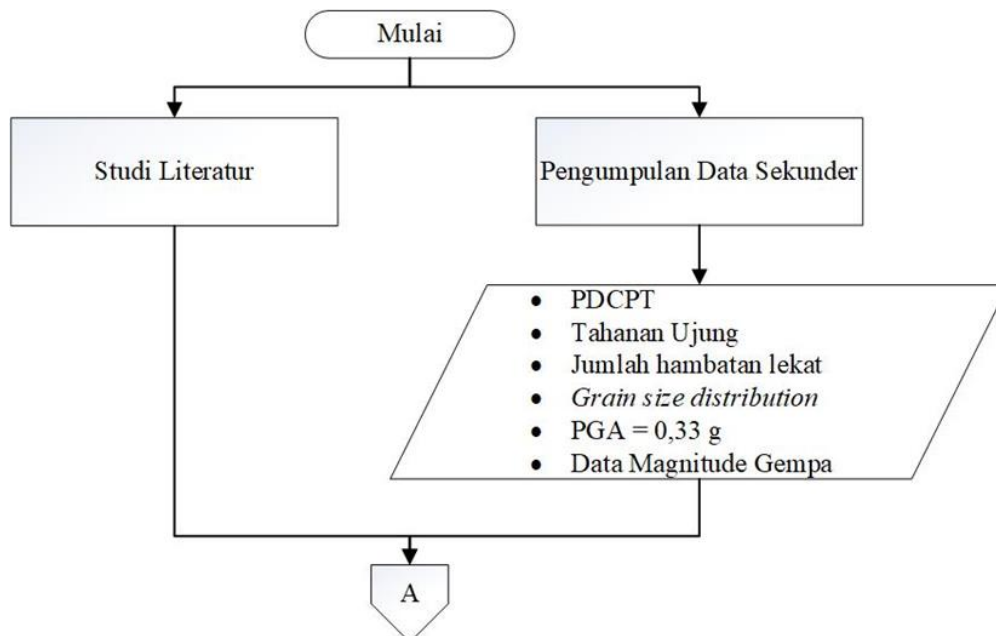 Mulai
Studi Literatur
Pengumpulan Data Sekunder
• PDCPT
• Tahanan Ujung
• Jumlah hambatan lekat
• Grain size distribution
• PGA = 0,33 g
• Data Magnitude Gempa
A